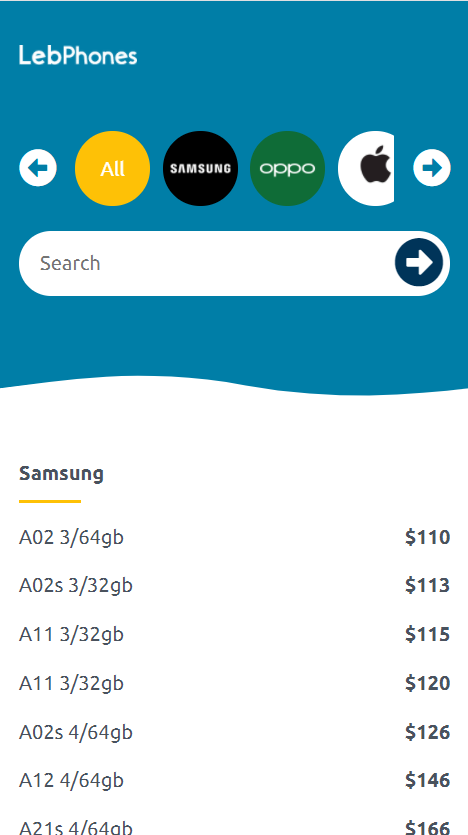 LebPhones
All SAMSUNG oppo
Search
Samsung
A02 3/64gb $110
A02s 3/32gb $113
A11 3/32gb $115
A11 3/32gb $120
A02s 4/64gb $126
A12 4/64gb $146
A21s 4/64gb $166